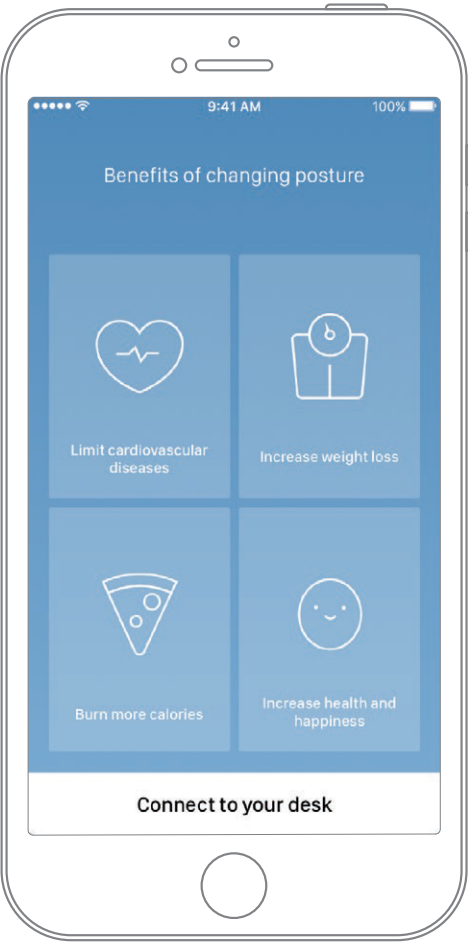 9:41 AM
100%
Benefits of changing posture
Limit cardiovascular
diseases
Increase weight loss
Burn more calories
Increase health and
happiness
Connect to your desk